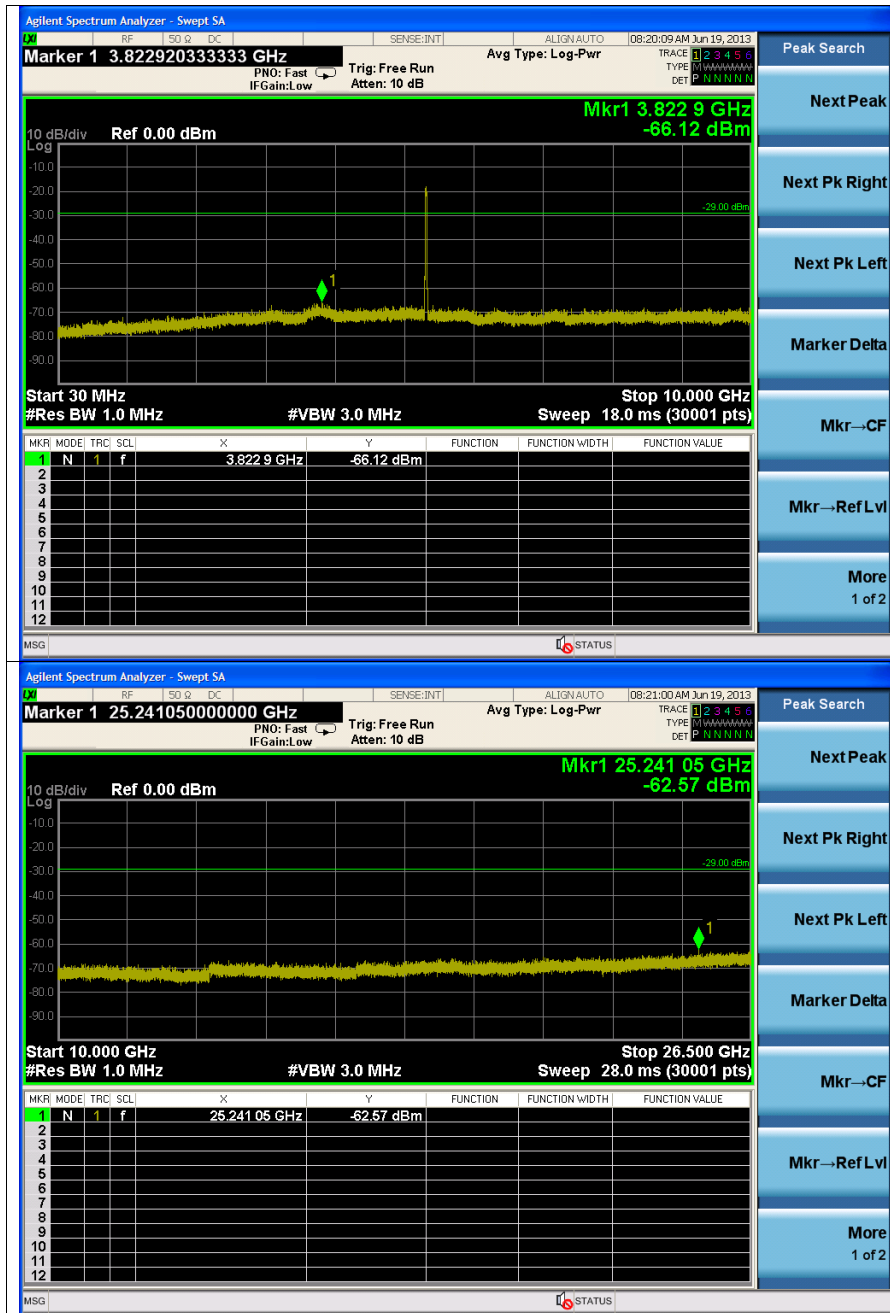 Agilent Spectrum Analyzer - Swept SA
LXI RF 50 Ω DC SENSE:INT ALIGN AUTO 08:20:09 AM Jun 19, 2013
Marker 1 3.822920333333 GHz
PNO: Fast
IFGain:Low
Trig: Free Run
Atten: 10 dB
Avg Type: Log-Pwr
TRACE 1 2 3 4 5 6
TYPE M WWWWW
DET P N N N N N
Peak Search
Mkr1 3.822 9 GHz
-66.12 dBm
10 dB/div Ref 0.00 dBm
Log
-10.0
-20.0
-30.0
-40.0
-50.0
-60.0
-70.0
-80.0
-90.0
-29.00 dBm
1
Start 30 MHz Stop 10.000 GHz
#Res BW 1.0 MHz #VBW 3.0 MHz Sweep 18.0 ms (30001 pts)
MKR MODE TRC SCL X Y FUNCTION FUNCTION WIDTH FUNCTION VALUE
1 N 1 f 3.822 9 GHz -66.12 dBm
2
3
4
5
6
7
8
9
10
11
12
MSG STATUS
Next Peak
Next Pk Right
Next Pk Left
Marker Delta
Mkr→CF
Mkr→Ref Lvl
More
1 of 2
Agilent Spectrum Analyzer - Swept SA
LXI RF 50 Ω DC SENSE:INT ALIGN AUTO 08:21:00 AM Jun 19, 2013
Marker 1 25.241050000000 GHz
PNO: Fast
IFGain:Low
Trig: Free Run
Atten: 10 dB
Avg Type: Log-Pwr
TRACE 1 2 3 4 5 6
TYPE M WWWWW
DET P N N N N N
Peak Search
Mkr1 25.241 05 GHz
-62.57 dBm
10 dB/div Ref 0.00 dBm
Log
-10.0
-20.0
-30.0
-40.0
-50.0
-60.0
-70.0
-80.0
-90.0
-29.00 dBm
1
Start 10.000 GHz Stop 26.500 GHz
#Res BW 1.0 MHz #VBW 3.0 MHz Sweep 28.0 ms (30001 pts)
MKR MODE TRC SCL X Y FUNCTION FUNCTION WIDTH FUNCTION VALUE
1 N 1 f 25.241 05 GHz -62.57 dBm
2
3
4
5
6
7
8
9
10
11
12
MSG STATUS
Next Peak
Next Pk Right
Next Pk Left
Marker Delta
Mkr→CF
Mkr→Ref Lvl
More
1 of 2